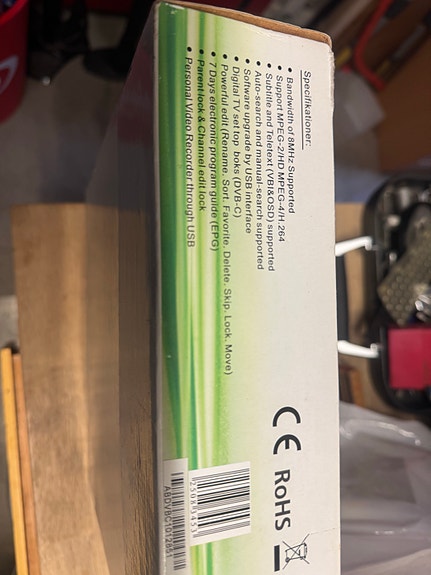 Specifikationer:
• Bandwidth of 8MHz Supported
• Support MPEG-2/HD MPEG-4/H.264
• Subtitle and Teletext (VBI&OSD) supported
• Auto-search and manual-search supported
• Software upgrade by USB interface
• Digital TV set top boks (DVB-C)
• Powerful edit (Rename, Sort, Favorite, Delete, Skip, Lock, Move)
• 7 Days electronic program guide (EPG)
• Parent lock & Channel edit lock
• Personal Video Recorder through USB
CE RoHS